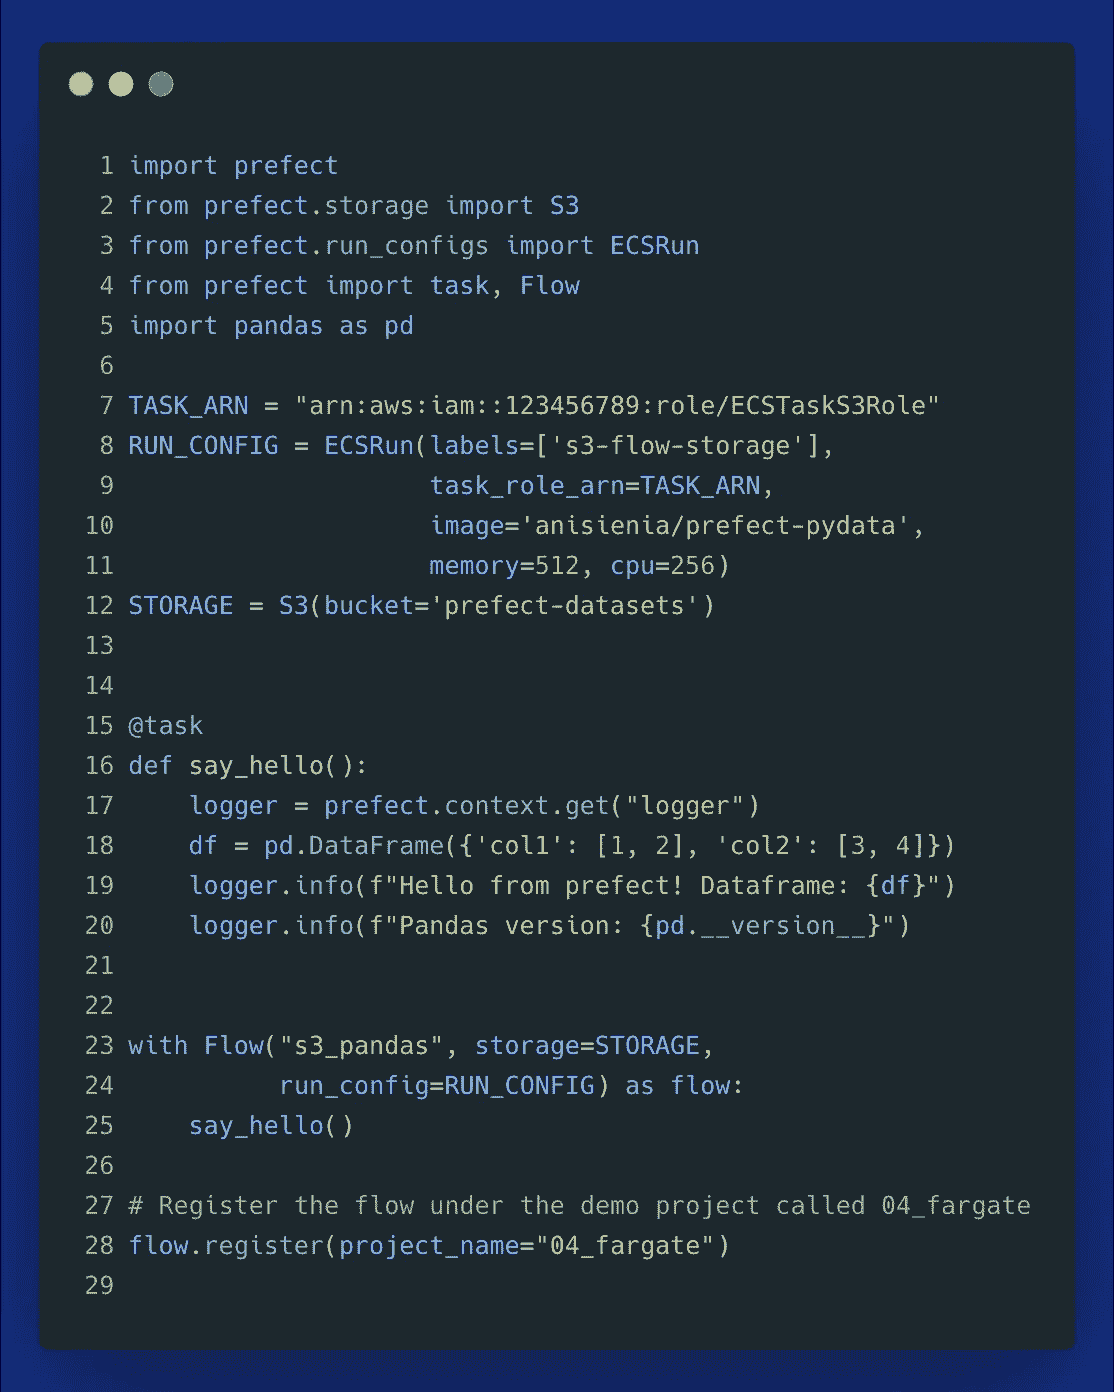 1 import prefect
2 from prefect.storage import S3
3 from prefect.run_configs import ECSRun
4 from prefect import task, Flow
5 import pandas as pd
6
7 TASK_ARN = "arn:aws:iam::123456789:role/ECSTaskS3Role"
8 RUN_CONFIG = ECSRun(labels=['s3-flow-storage'],
9                     task_role_arn=TASK_ARN,
10                     image='anisienia/prefect-pydata',
11                     memory=512, cpu=256)
12 STORAGE = S3(bucket='prefect-datasets')
13
14
15 @task
16 def say_hello():
17     logger = prefect.context.get("logger")
18     df = pd.DataFrame({'col1': [1, 2], 'col2': [3, 4]})
19     logger.info(f"Hello from prefect! Dataframe: {df}")
20     logger.info(f"Pandas version: {pd.__version__}")
21
22
23 with Flow("s3_pandas", storage=STORAGE,
24           run_config=RUN_CONFIG) as flow:
25     say_hello()
26
27 # Register the flow under the demo project called 04_fargate
28 flow.register(project_name="04_fargate")
29